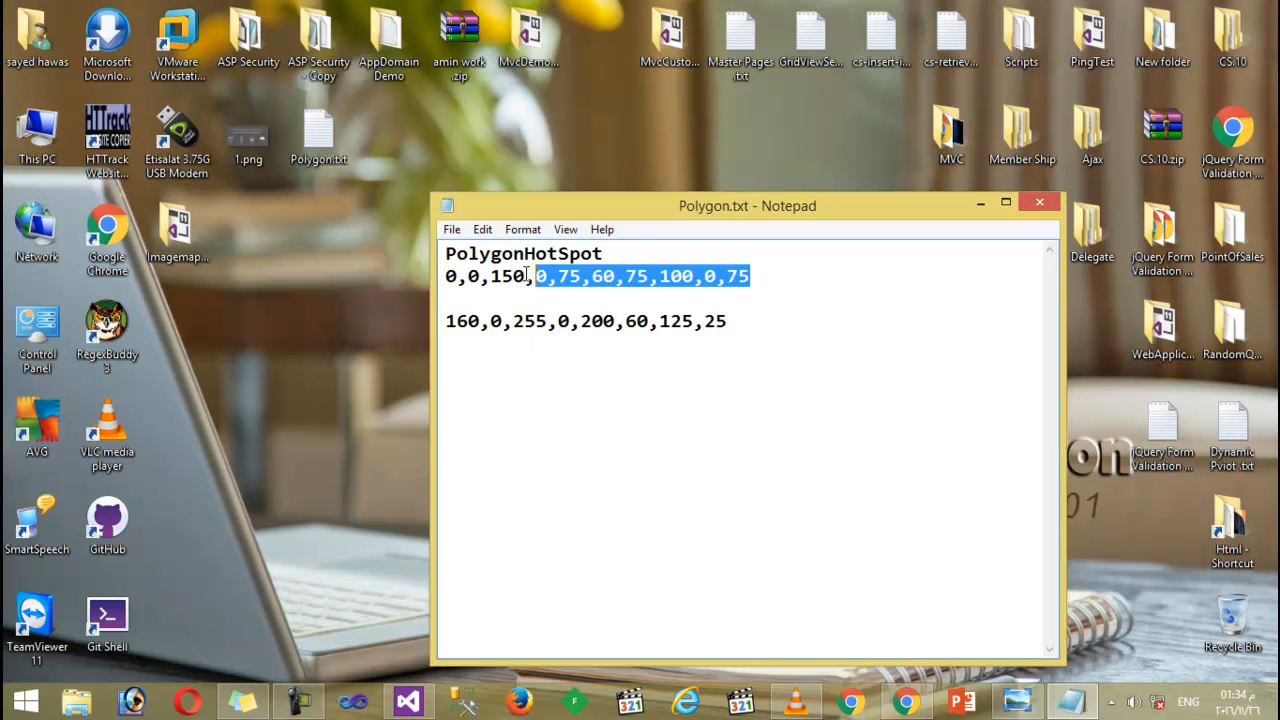 sayed hawas
Microsoft Downlo...
VMware Workstati...
ASP Security
ASP Security - Copy
AppDomain Demo
amin work .zip
MvcDemo...
MvcCusto...
Master Pages .txt
GridViewSe...
cs-insert-i...
cs-retriev...
Scripts
PingTest
New folder
CS.10
This PC
HTTrack Websit...
Etisalat 3.75G USB Modem
1.png
Polygon.txt
MVC
Member Ship
Ajax
CS.10.zip
jQuery Form Validation ...
Network
Google Chrome
Imagemap...
Delegate
jQuery Form Validation ...
PointOfSales
Control Panel
RegexBuddy 3
WebApplic...
RandomQ...
AVG
VLC media player
jQuery Form Validation ...
Dynamic Pviot .txt
SmartSpeech
GitHub
Html - Shortcut
TeamViewer 11
Git Shell
Recycle Bin
Polygon.txt - Notepad
File Edit Format View Help
PolygonHotSpot
0,0,150,0,75,60,75,100,0,75
160,0,255,0,200,60,125,25
on
01
ENG
01:34 م
٢٠١٦/١١/٢٦